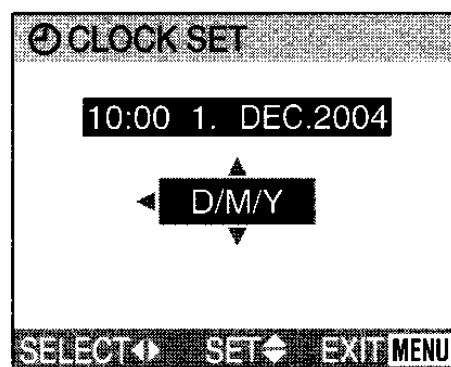 CLOCK SET
10:00 1. DEC.2004
D/M/Y
SELECT SET EXIT MENU